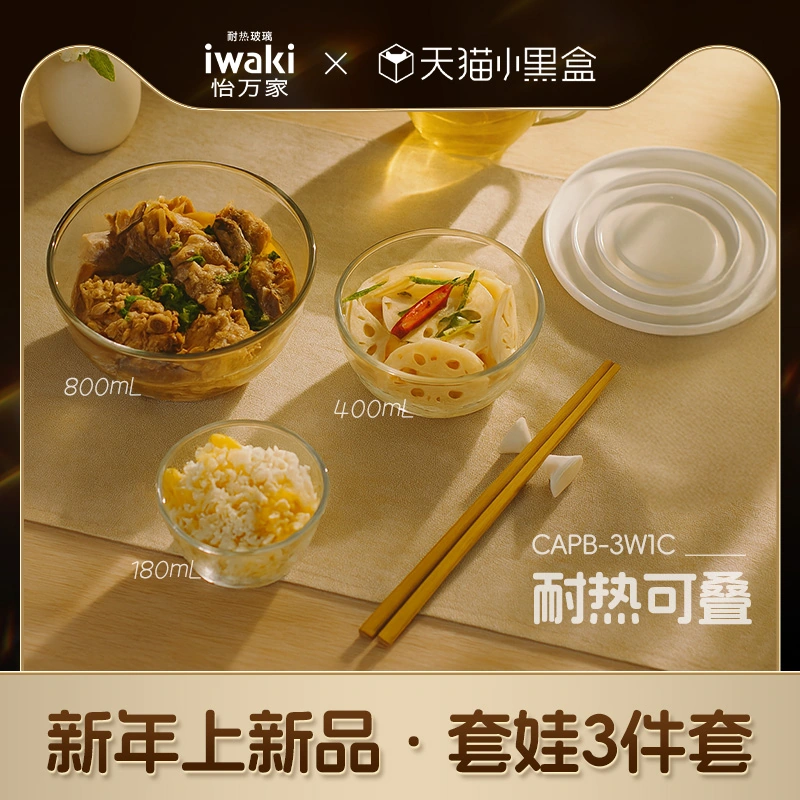 耐热玻璃
iwaki × 天猫小黑盒
怡万家
800mL
400mL
180mL
CAPB-3W1C
耐热可叠
新年上新品·套娃3件套